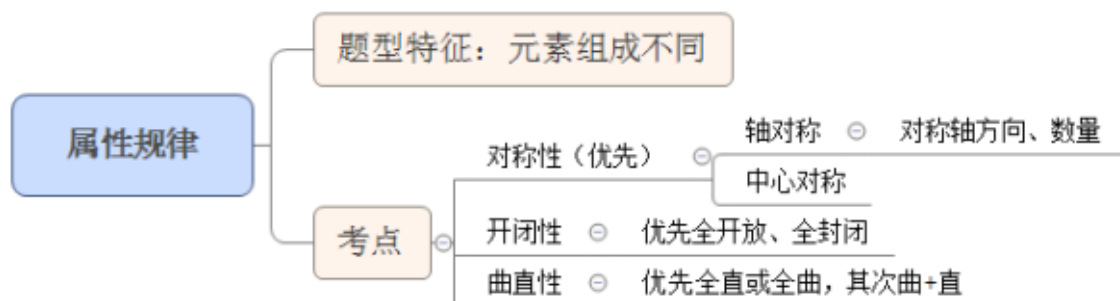 题型特征：元素组成不同
属性规律
轴对称 对称轴方向、数量
对称性（优先）
中心对称
开闭性 优先全开放、全封闭
考点
曲直性 优先全直或全曲，其次曲+直